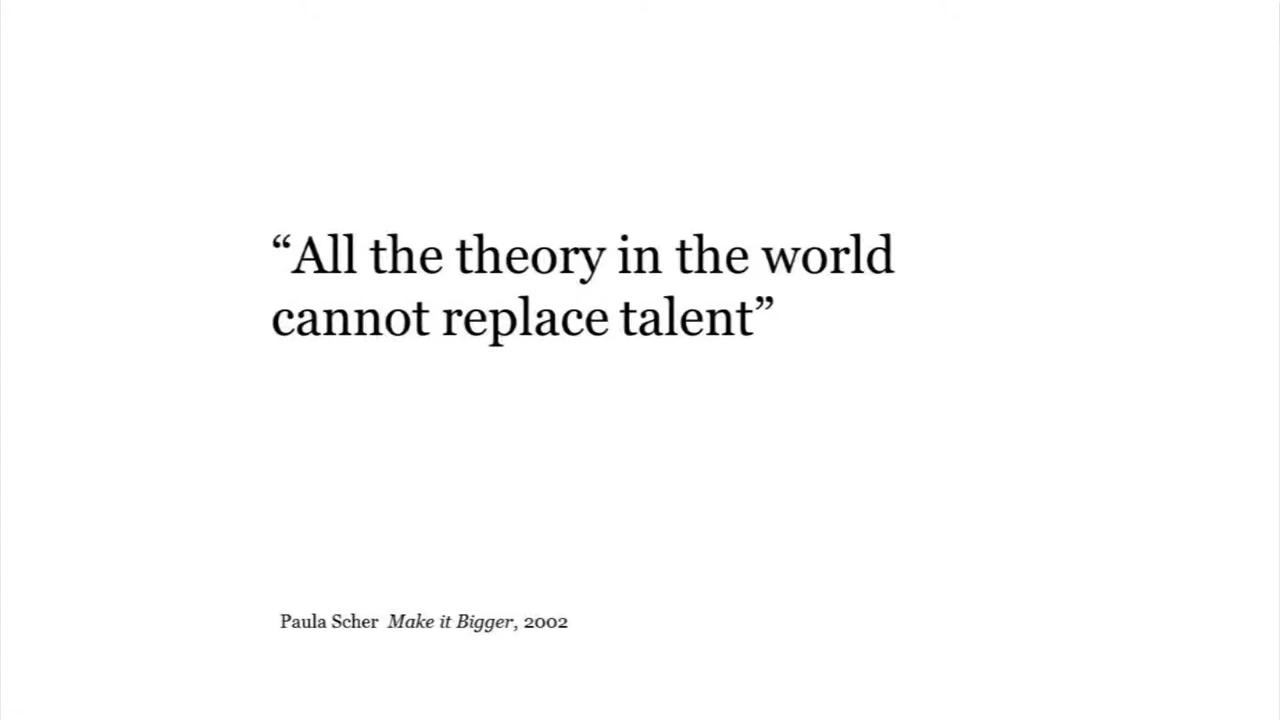 “All the theory in the world
cannot replace talent”
Paula Scher Make it Bigger, 2002